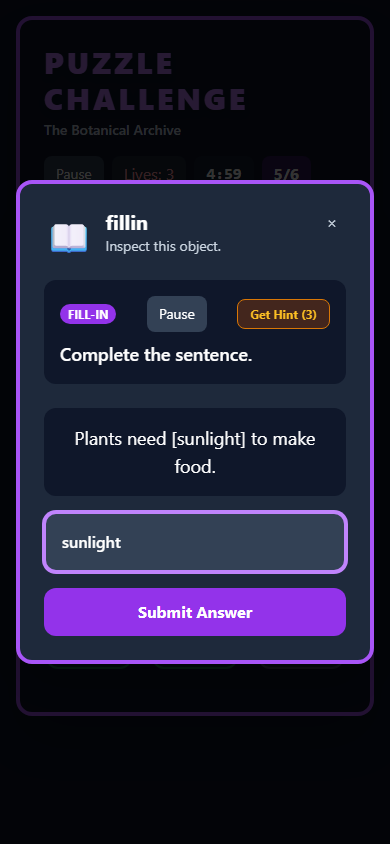 PUZZLE
CHALLENGE
The Botanical Archive
Pause
Lives: 3
4:59
5/6
fillin
×
Inspect this object.
FILL-IN
Pause
Get Hint (3)
Complete the sentence.
Plants need [sunlight] to make
food.
sunlight
Submit Answer